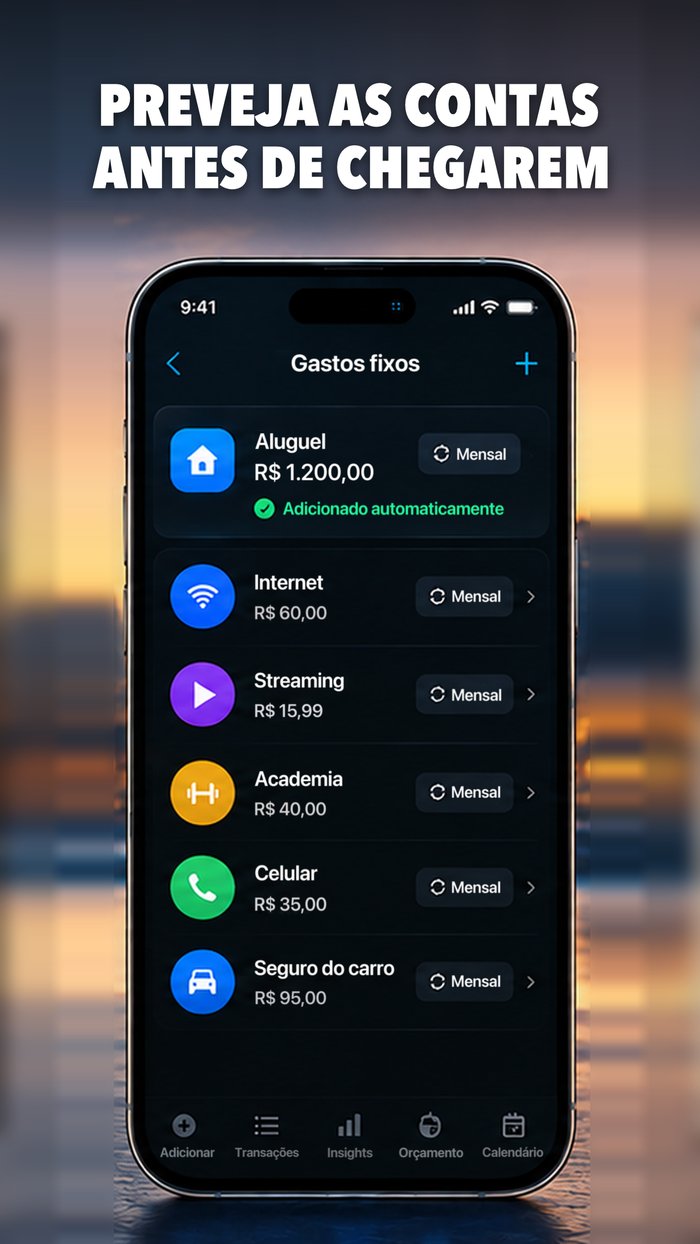 PREVEJA AS CONTAS
ANTES DE CHEGAREM
9:41
Gastos fixos
Aluguel
R$ 1.200,00
Mensal
Adicionado automaticamente
Internet
R$ 60,00
Mensal
Streaming
R$ 15,99
Mensal
Academia
R$ 40,00
Mensal
Celular
R$ 35,00
Mensal
Seguro do carro
R$ 95,00
Mensal
Adicionar
Transações
Insights
Orçamento
Calendário